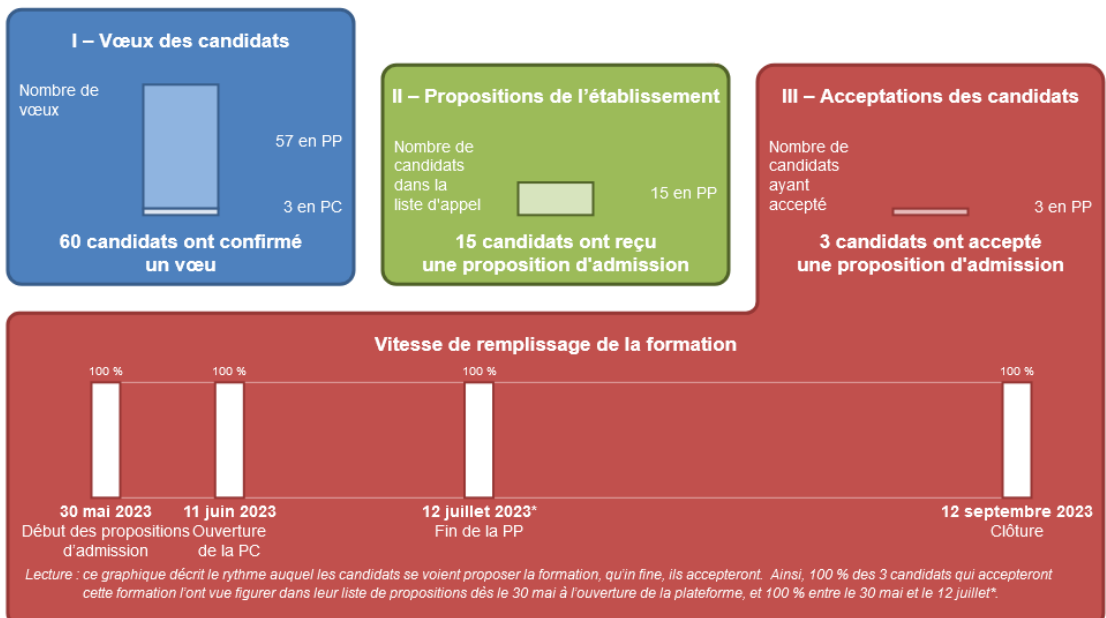 I – Vœux des candidats
Nombre de
vœux
57 en PP
3 en PC
60 candidats ont confirmé
un vœu
II – Propositions de l'établissement
Nombre de
candidats
dans la
liste d'appel
15 en PP
15 candidats ont reçu
une proposition d'admission
III – Acceptations des candidats
Nombre de
candidats
ayant
accepté
3 en PP
3 candidats ont accepté
une proposition d'admission
Vitesse de remplissage de la formation
100 %
100 %
100 %
100 %
30 mai 2023
Début des propositions
d'admission
11 juin 2023
Ouverture
de la PC
12 juillet 2023*
Fin de la PP
12 septembre 2023
Clôture
Lecture : ce graphique décrit le rythme auquel les candidats se voient proposer la formation, qu'in fine, ils accepteront. Ainsi, 100 % des 3 candidats qui accepteront
cette formation l'ont vue figurer dans leur liste de propositions dès le 30 mai à l'ouverture de la plateforme, et 100 % entre le 30 mai et le 12 juillet*.